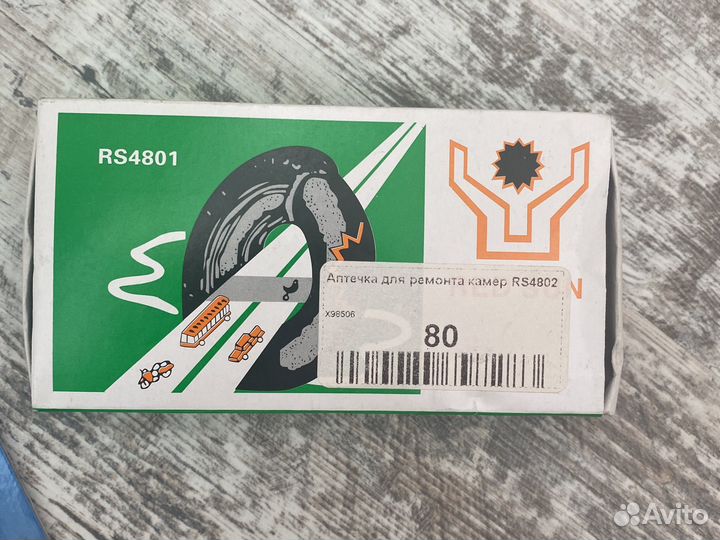 RS4801
Аптечка для ремонта камер RS4802
X98506
80
Avito